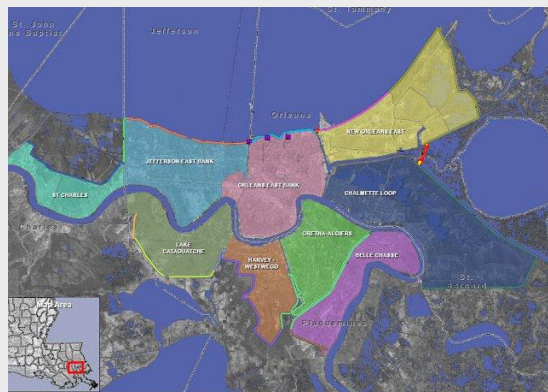 St. John
the Baptist
Jefferson
St. Tammany
Orleans
NEW ORLEANS EAST
JEFFERSON EAST BANK
ORLEANS EAST BANK
ST CHARLES
CHALMETTE LOOP
LAKE
CATAOUATCHE
GRETNA-ALGIERS
HARVEY -
WESTWEGO
BELLE CHASSE
St.
Bernard
Plaquemines
Map Area